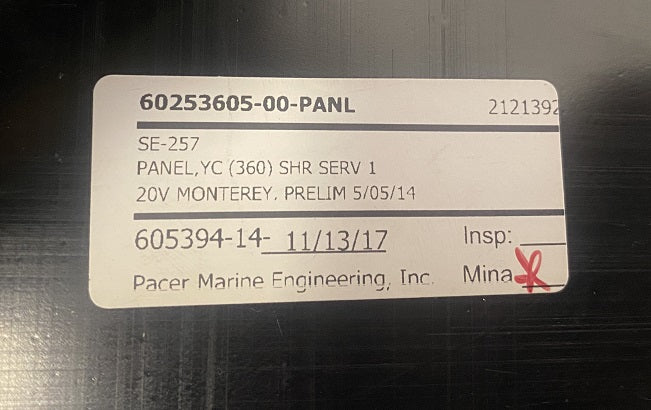 60253605-00-PANL 2121392
SE-257
PANEL,YC (360) SHR SERV 1
20V MONTEREY. PRELIM 5/05/14
605394-14- 11/13/17 Insp:
Pacer Marine Engineering, Inc. Mina